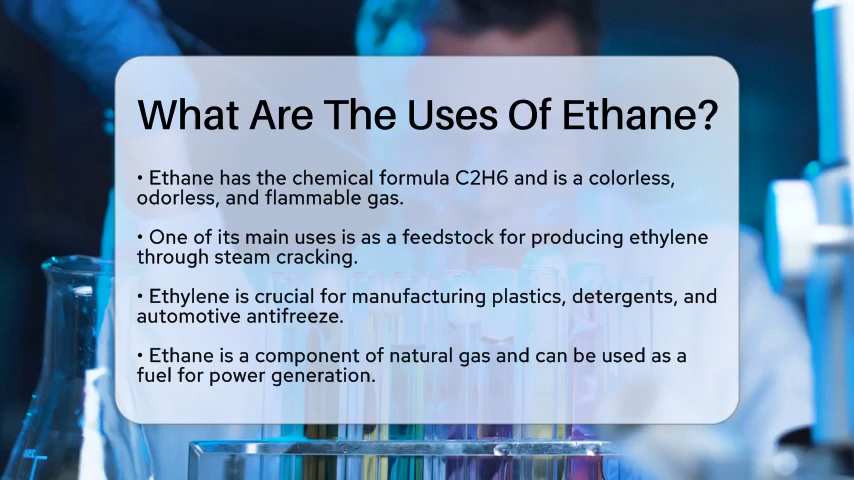 What Are The Uses Of Ethane?
• Ethane has the chemical formula C2H6 and is a colorless,
odorless, and flammable gas.
• One of its main uses is as a feedstock for producing ethylene
through steam cracking.
• Ethylene is crucial for manufacturing plastics, detergents, and
automotive antifreeze.
• Ethane is a component of natural gas and can be used as a
fuel for power generation.